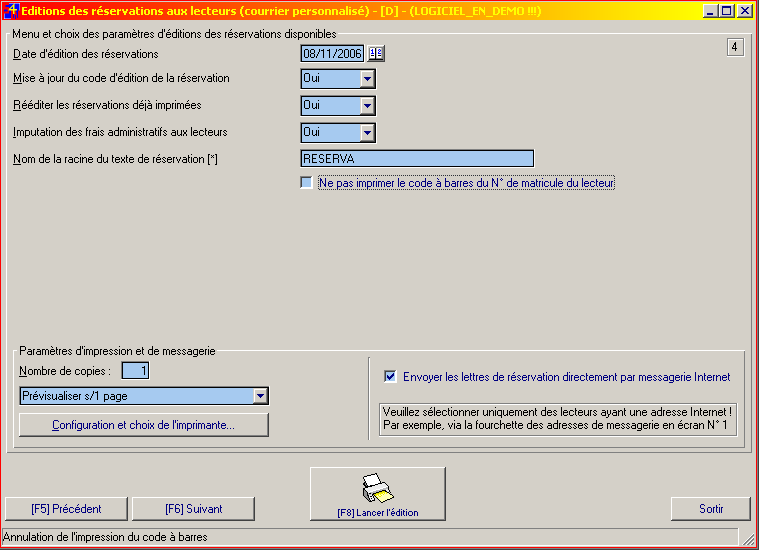 Editions des réservations aux lecteurs (courrier personnalisé) - [D] - (LOGICIEL_EN_DEMO !!!)
Menu et choix des paramètres d'éditions des réservations disponibles
4
Date d'édition des réservations 08/11/2006
Mise à jour du code d'édition de la réservation Oui
Rééditer les réservations déjà imprimées Oui
Imputation des frais administratifs aux lecteurs Oui
Nom de la racine du texte de réservation [*] RESERVA
Ne pas imprimer le code à barres du N° de matricule du lecteur
Paramètres d'impression et de messagerie
Nombre de copies : 1
Prévisualiser s/1 page
Configuration et choix de l'imprimante...
Envoyer les lettres de réservation directement par messagerie Internet
Veuillez sélectionner uniquement des lecteurs ayant une adresse Internet !
Par exemple, via la fourchette des adresses de messagerie en écran N° 1
[F5] Précédent
[F6] Suivant
[F8] Lancer l'édition
Sortir
Annulation de l'impression du code à barres